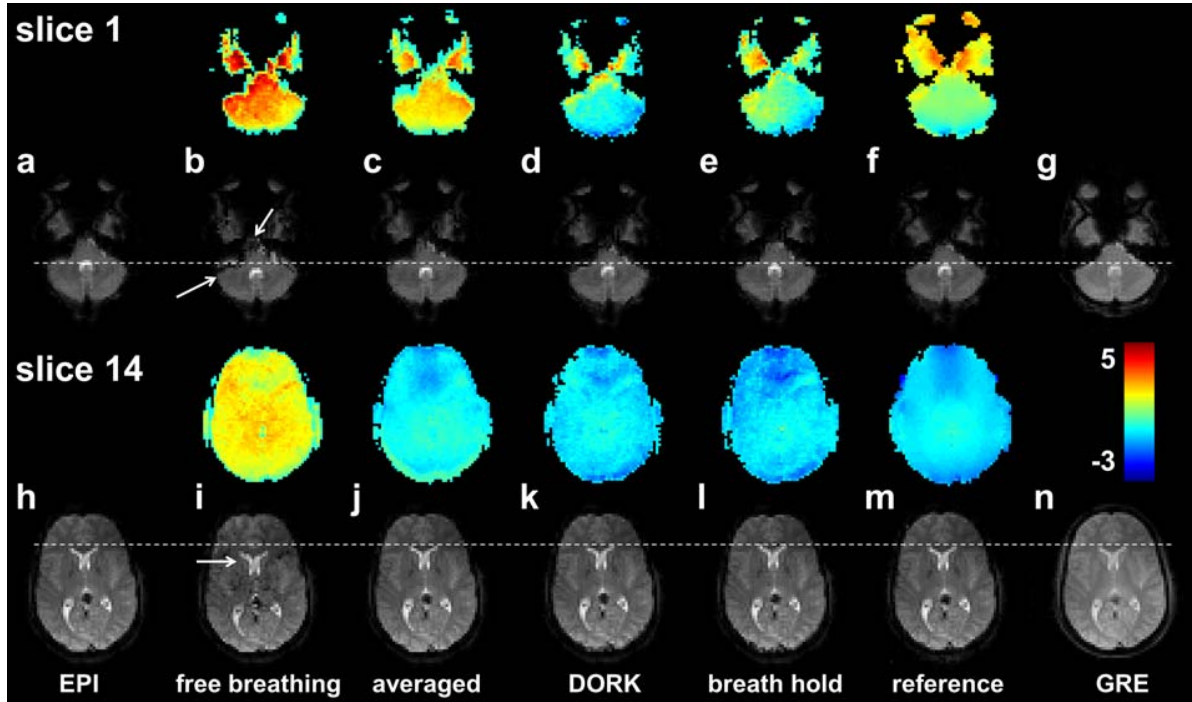 slice 1
a b c d e f g
slice 14
5
-3
h i j k l m n
EPI free breathing averaged DORK breath hold reference GRE